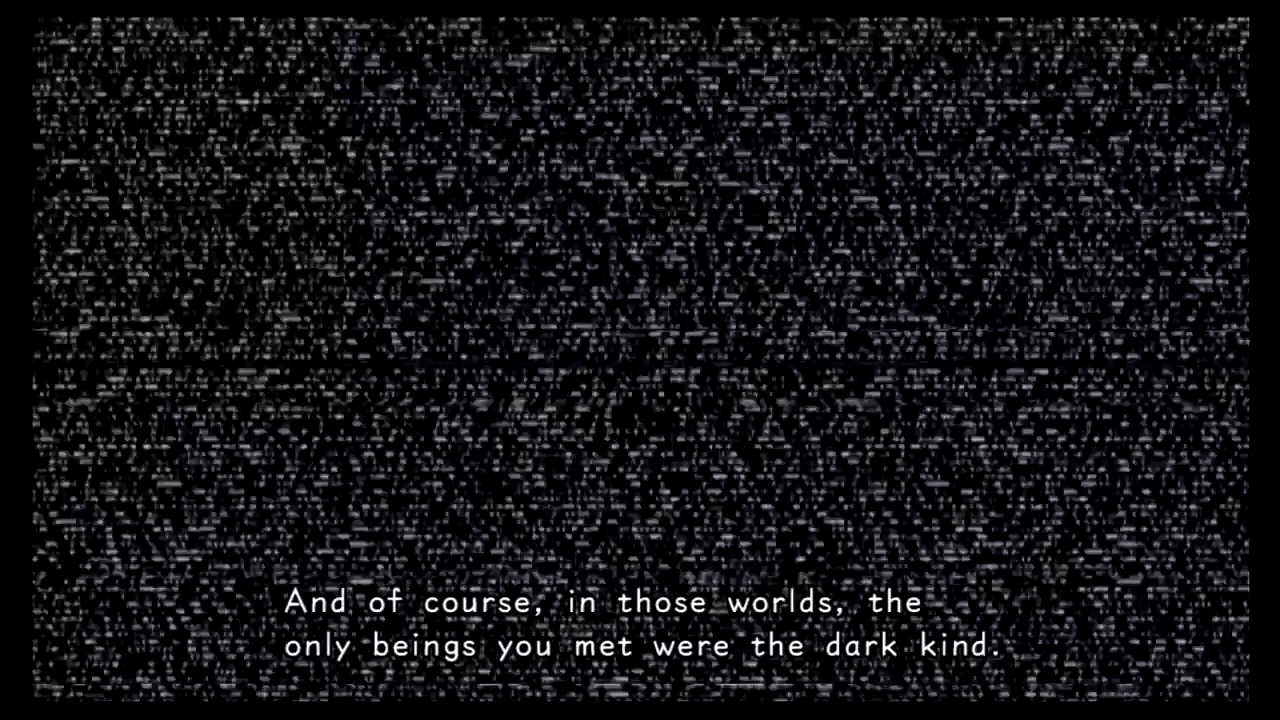 And of course, in those worlds, the
only beings you met were the dark kind.